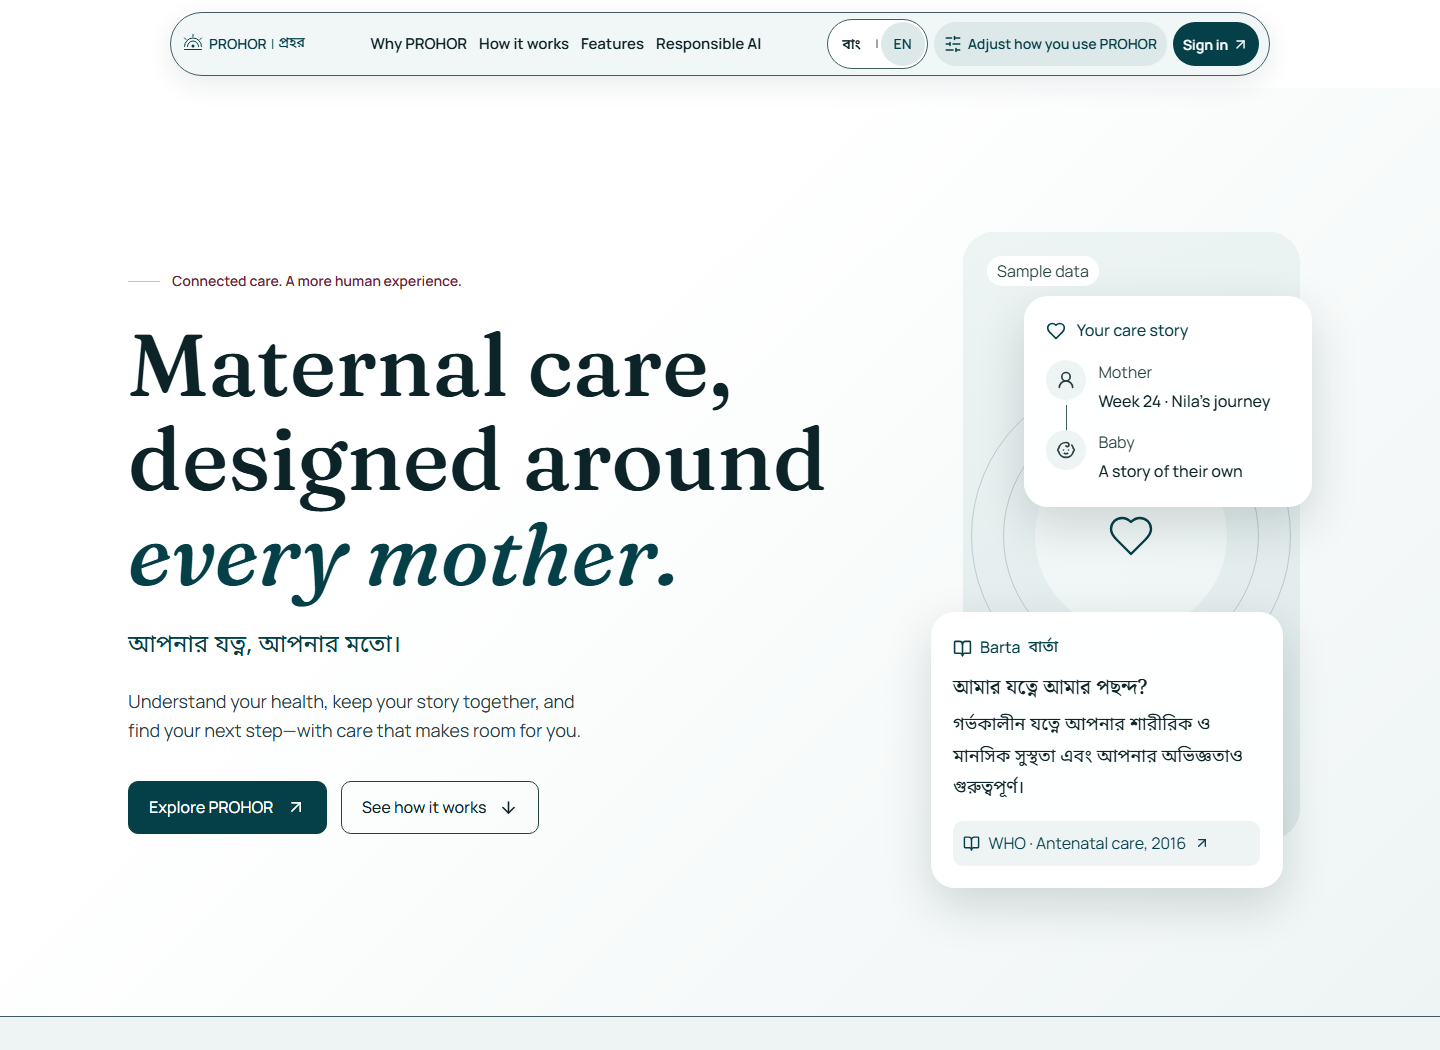 PROHOR | প্রহর
Why PROHOR How it works Features Responsible AI
বাং | EN
Adjust how you use PROHOR
Sign in
Connected care. A more human experience.
Maternal care,
designed around
every mother.
আপনার যত্ন, আপনার মতো।
Understand your health, keep your story together, and
find your next step—with care that makes room for you.
Explore PROHOR
See how it works
Sample data
Your care story
Mother
Week 24 · Nila's journey
Baby
A story of their own
Barta বার্তা
আমার যত্নে আমার পছন্দ?
গর্ভকালীন যত্নে আপনার শারীরিক ও
মানসিক সুস্থতা এবং আপনার অভিজ্ঞতাও
গুরুত্বপূর্ণ।
WHO · Antenatal care, 2016